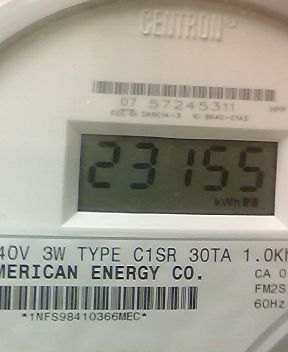 CENTRON®
07 57245311
23155
kWh
40V 3W TYPE C1SR 30TA 1.0Kh
MERICAN ENERGY CO.
CA 0
FM2S
60Hz
*1NFS98410366MEC*